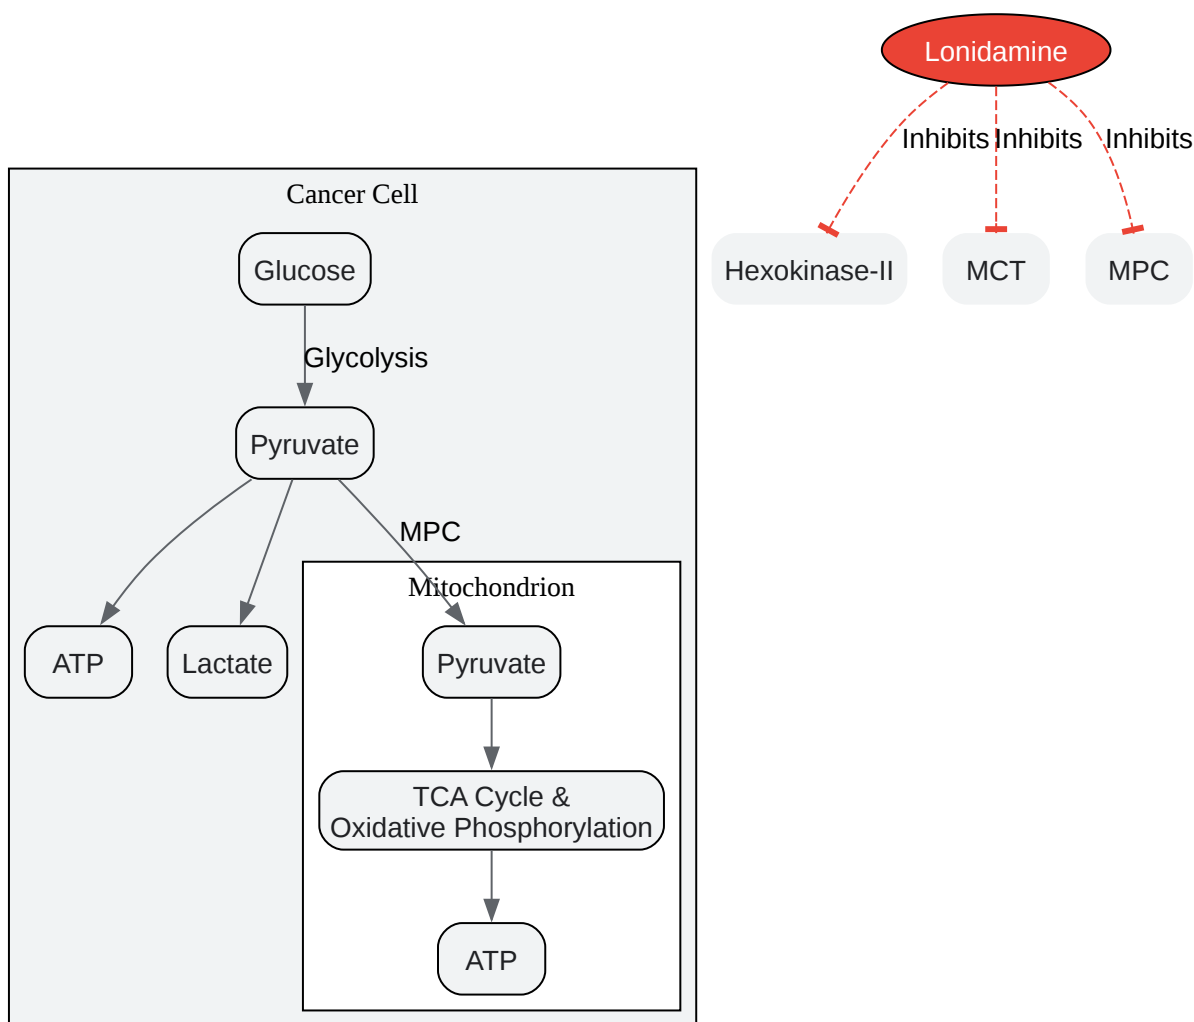 Lonidamine
Inhibits
Inhibits
Inhibits
Hexokinase-II
MCT
MPC
Cancer Cell
Glucose
Glycolysis
Pyruvate
MPC
ATP
Lactate
Mitochondrion
Pyruvate
TCA Cycle &
Oxidative Phosphorylation
ATP